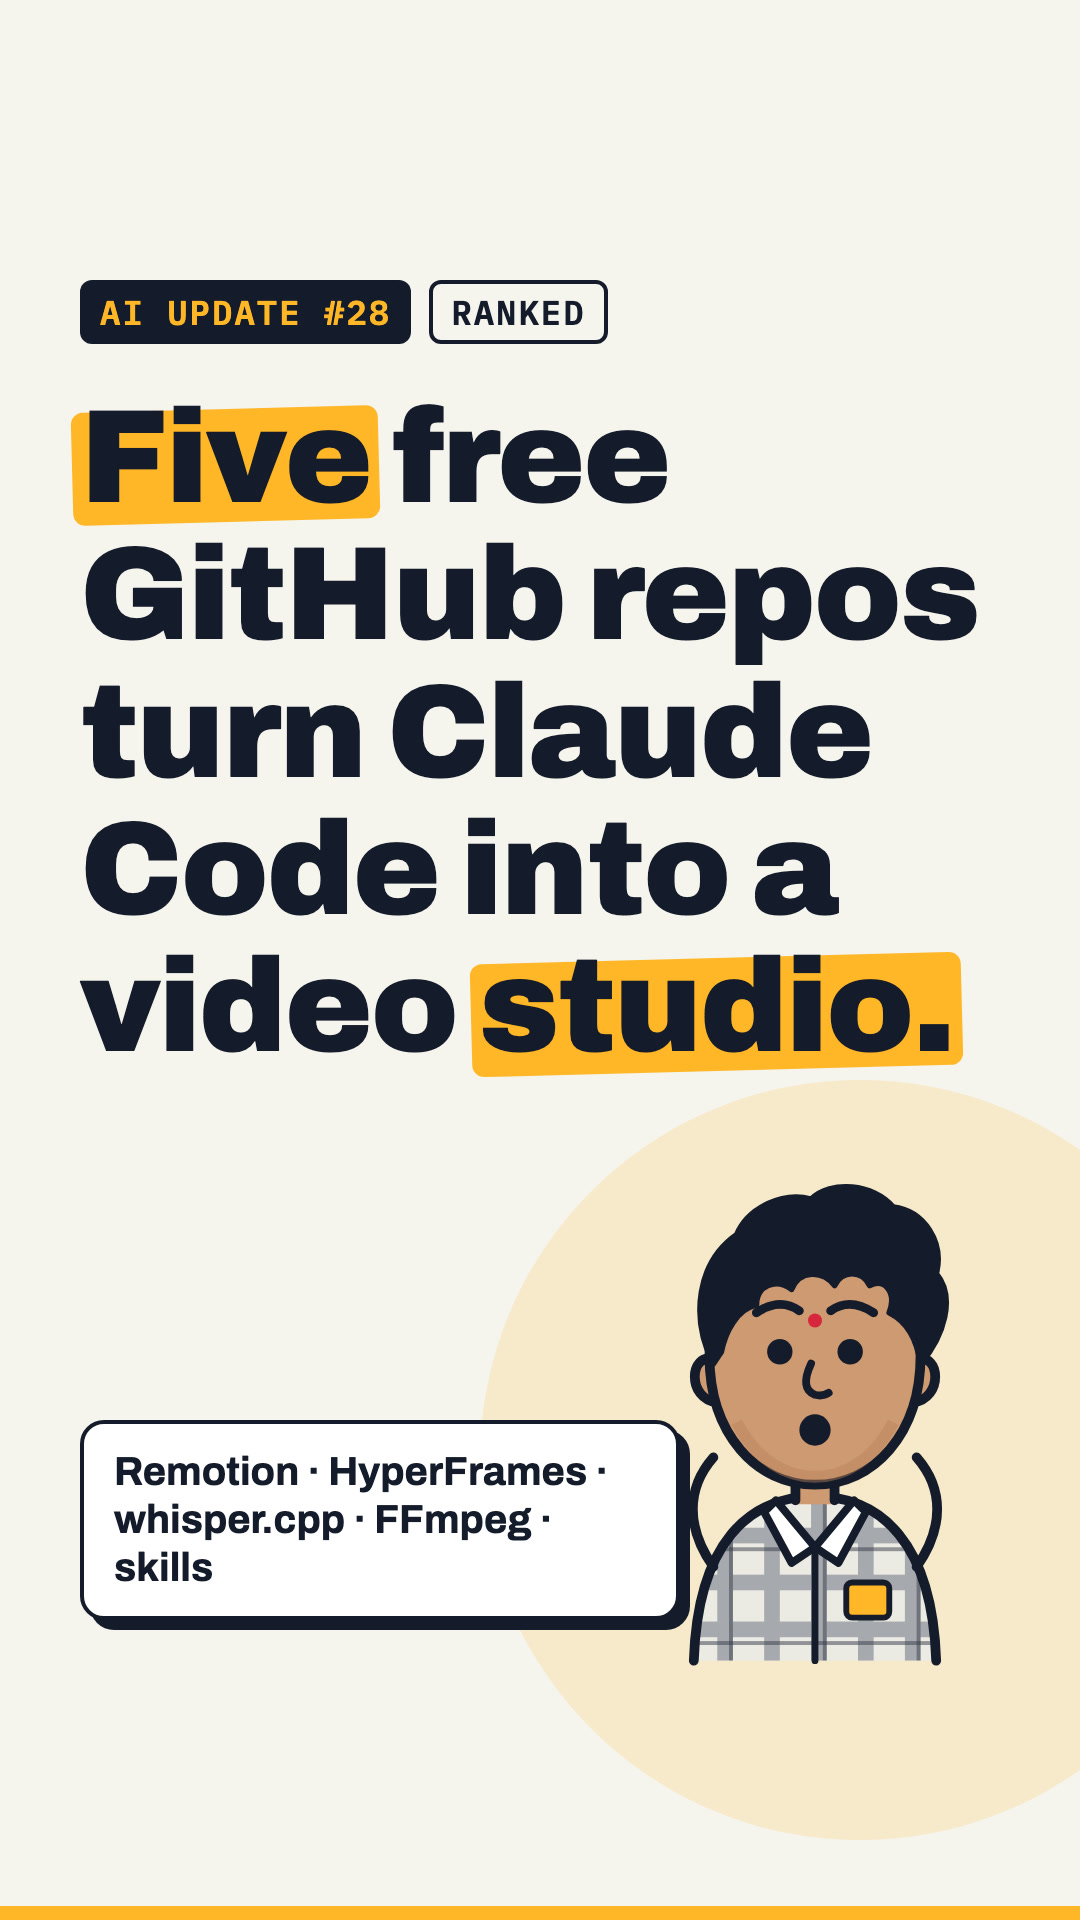 AI UPDATE #28 RANKED
Five free
GitHub repos
turn Claude
Code into a
video studio.
Remotion · HyperFrames ·
whisper.cpp · FFmpeg ·
skills